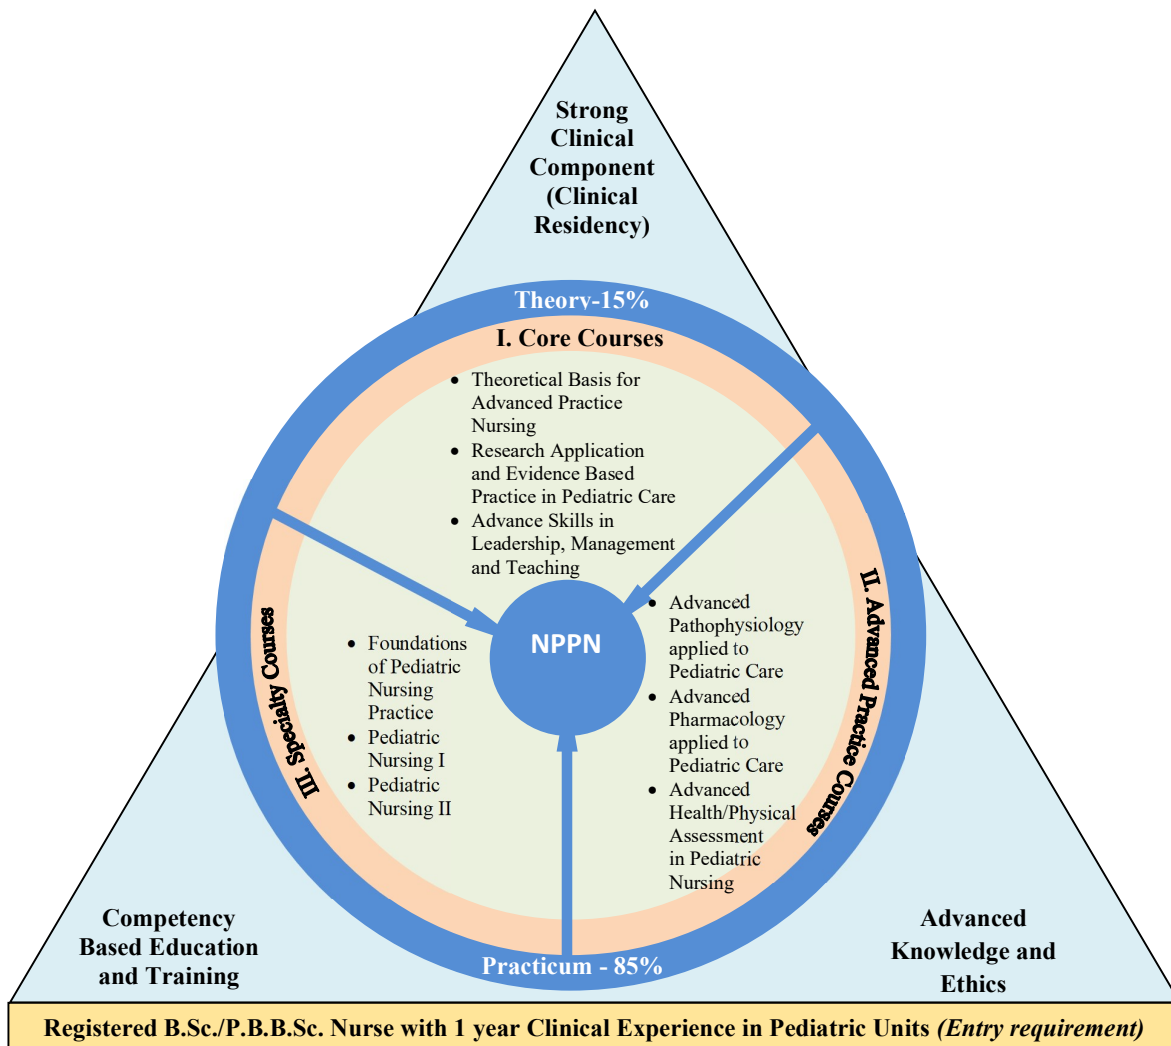 Strong
Clinical
Component
(Clinical
Residency)
Theory-15%
I. Core Courses
• Theoretical Basis for
Advanced Practice
Nursing
• Research Application
and Evidence Based
Practice in Pediatric Care
• Advance Skills in
Leadership, Management
and Teaching
II. Advanced Practice Courses
• Advanced
Pathophysiology
applied to
Pediatric Care
• Advanced
Pharmacology
applied to
Pediatric Care
• Advanced
Health/Physical
Assessment
in Pediatric
Nursing
III. Specialty Courses
• Foundations
of Pediatric
Nursing
Practice
• Pediatric
Nursing I
• Pediatric
Nursing II
NPPN
Practicum - 85%
Competency
Based Education
and Training
Advanced
Knowledge and
Ethics
Registered B.Sc./P.B.B.Sc. Nurse with 1 year Clinical Experience in Pediatric Units (Entry requirement)